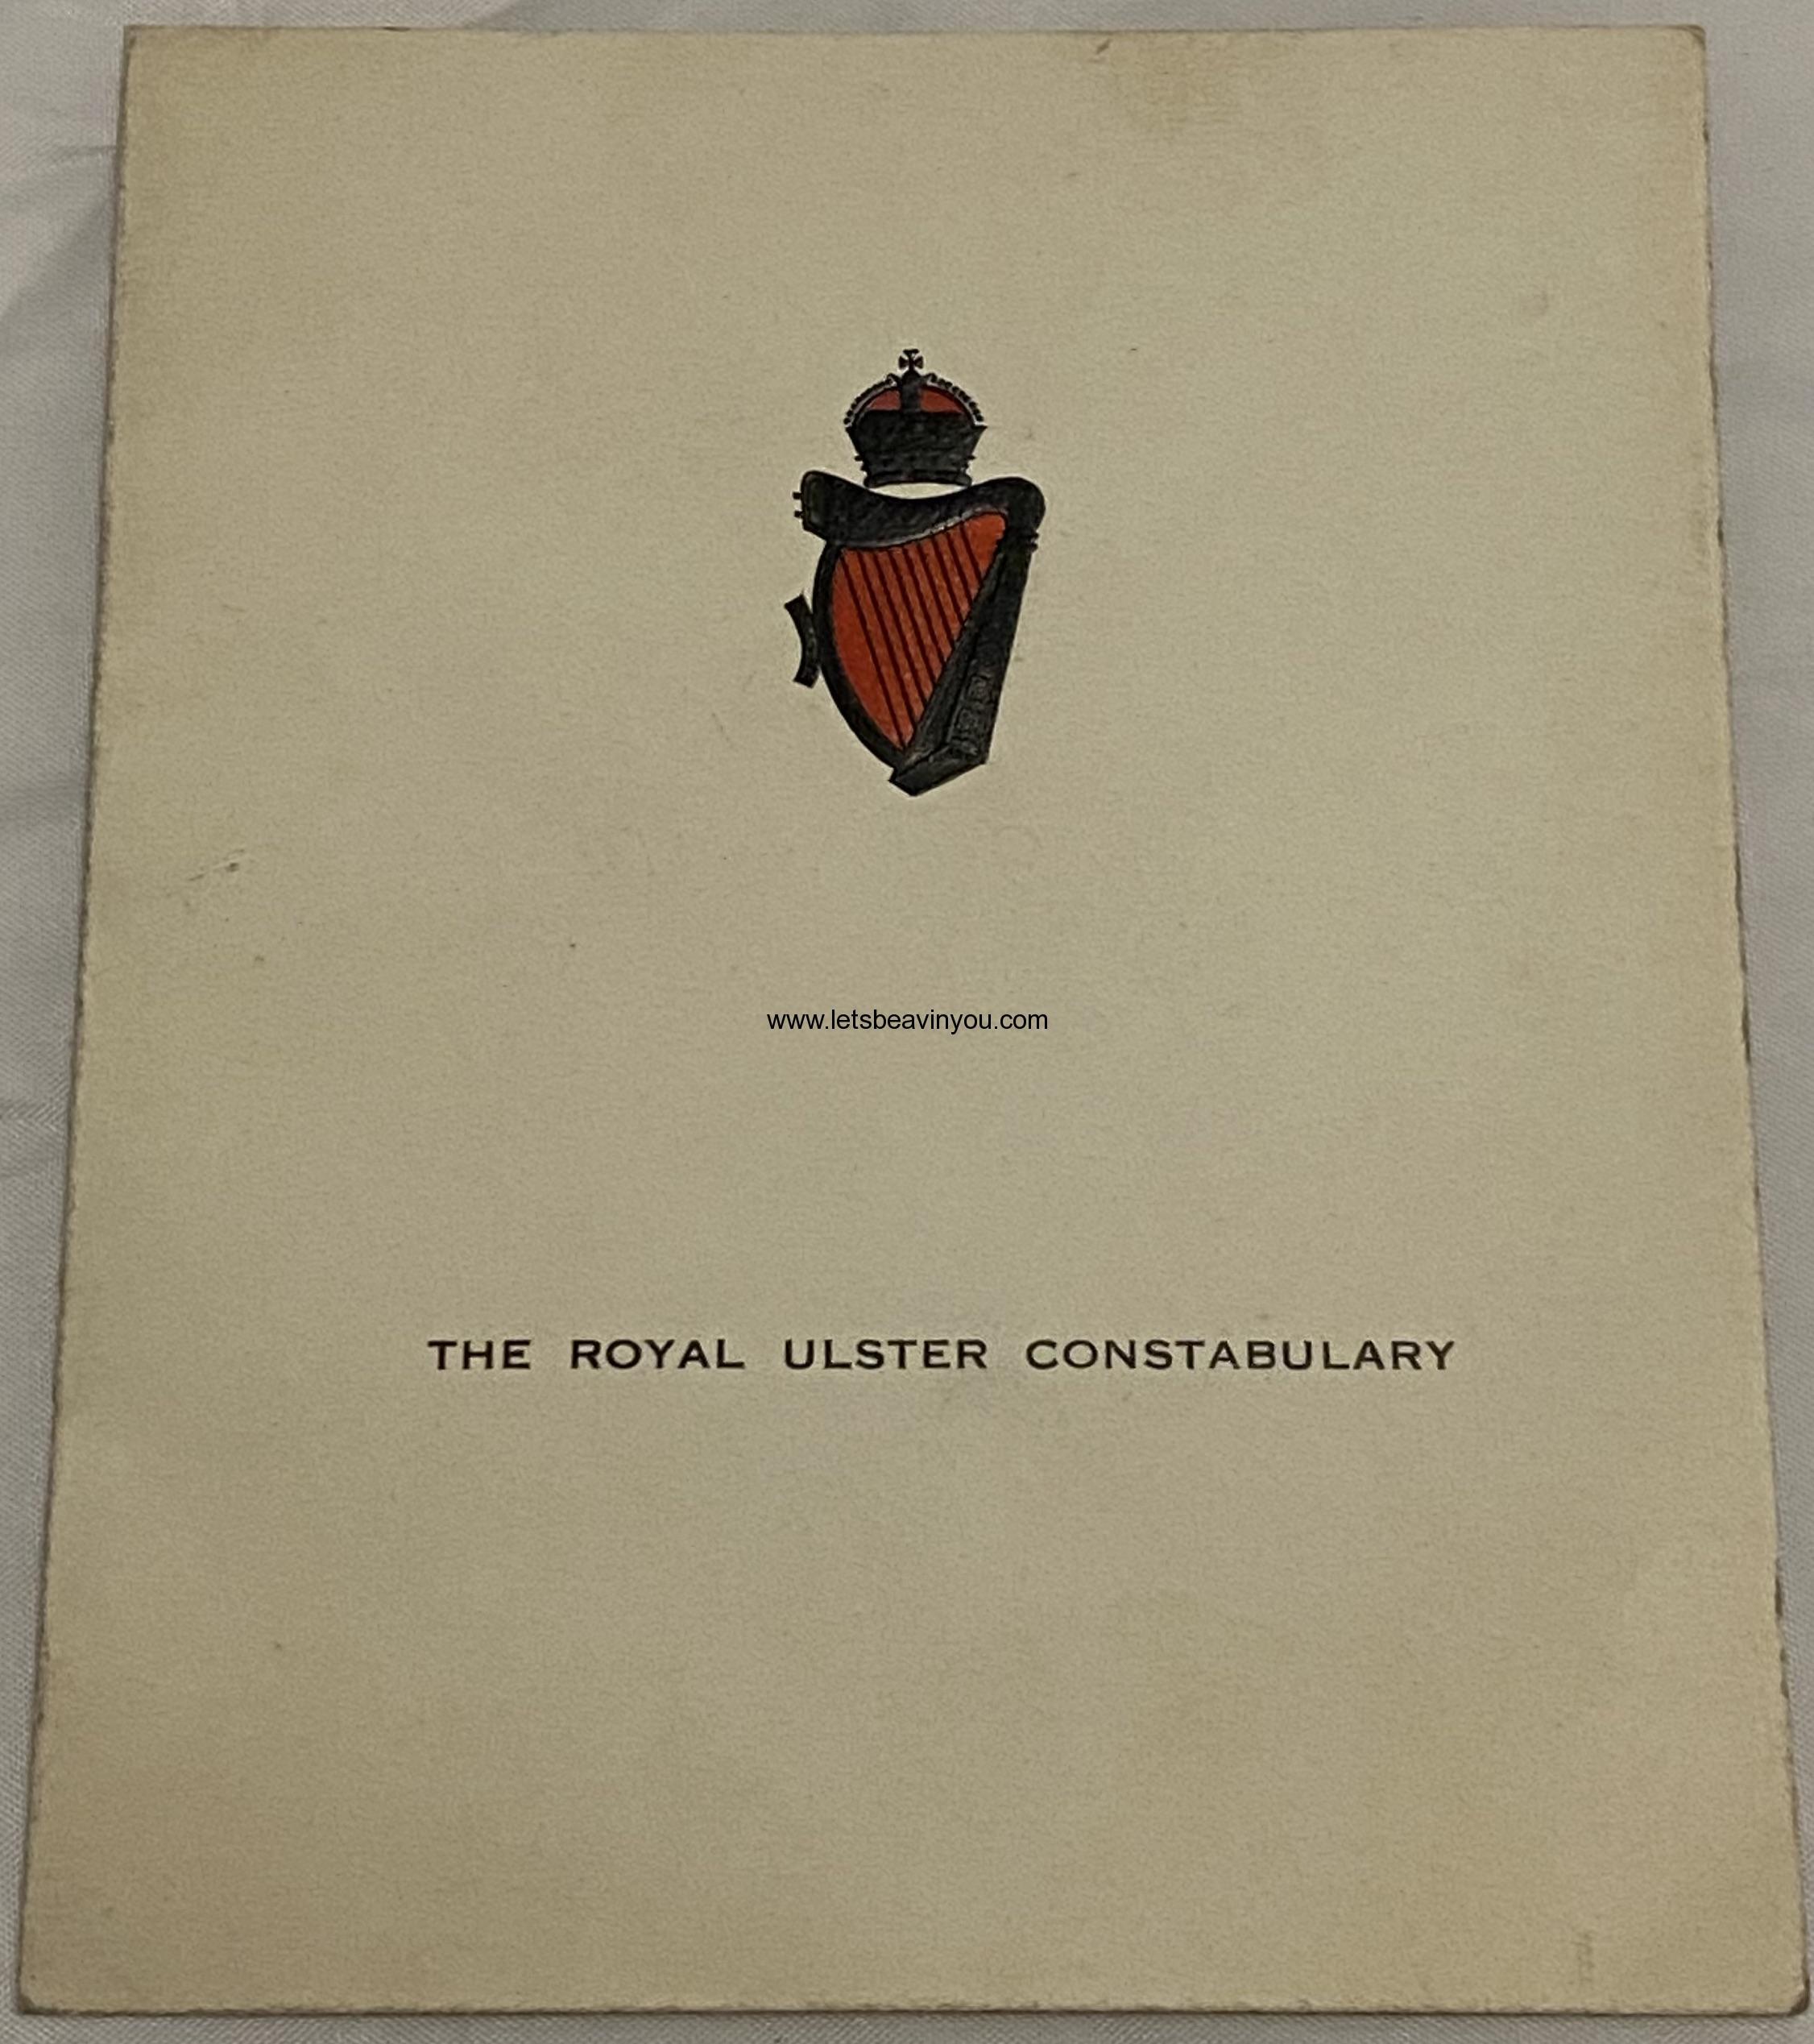 www.letsbeavinyou.com
THE ROYAL ULSTER CONSTABULARY